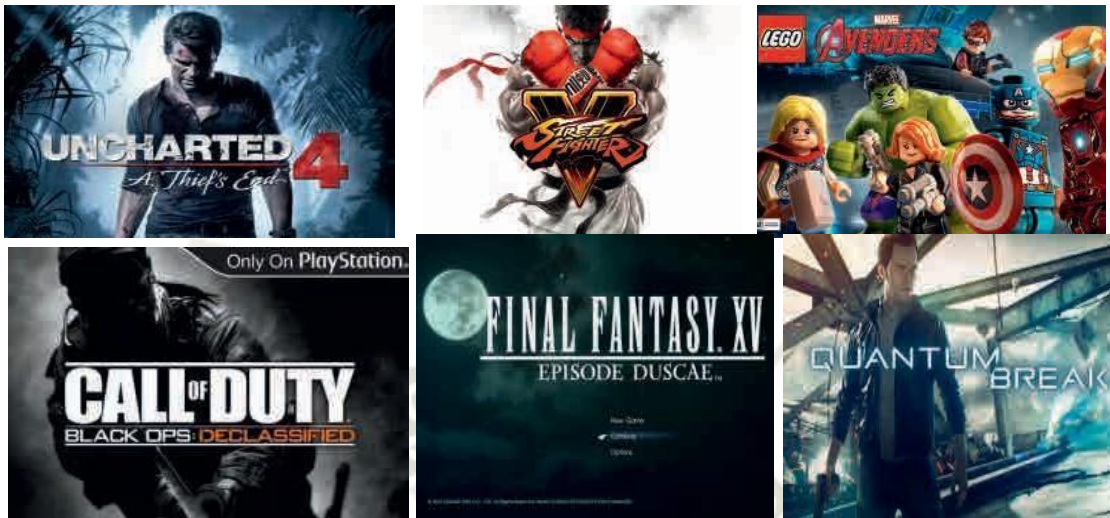 UNCHARTED 4
A Thief's End
V
STREET
FIGHTER
LEGO MARVEL
AVENGERS
A
Only On PlayStation
CALL OF DUTY
BLACK OPS: DECLASSIFIED
FINAL FANTASY XV
EPISODE DUSCAE™
New Game
Options
QUANTUM
BREAK